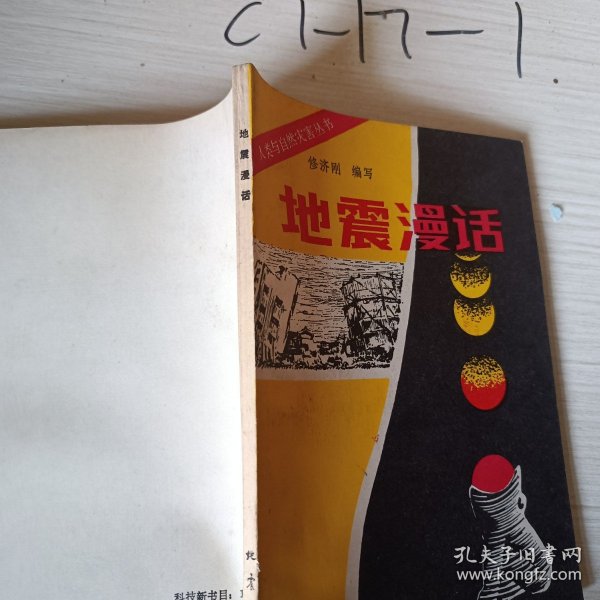 C1-17-1
人类与自然灾害丛书
修济刚 编写
地震漫话
地震漫话
地震
科技新书目：
孔夫子旧书网
www.kongfz.com